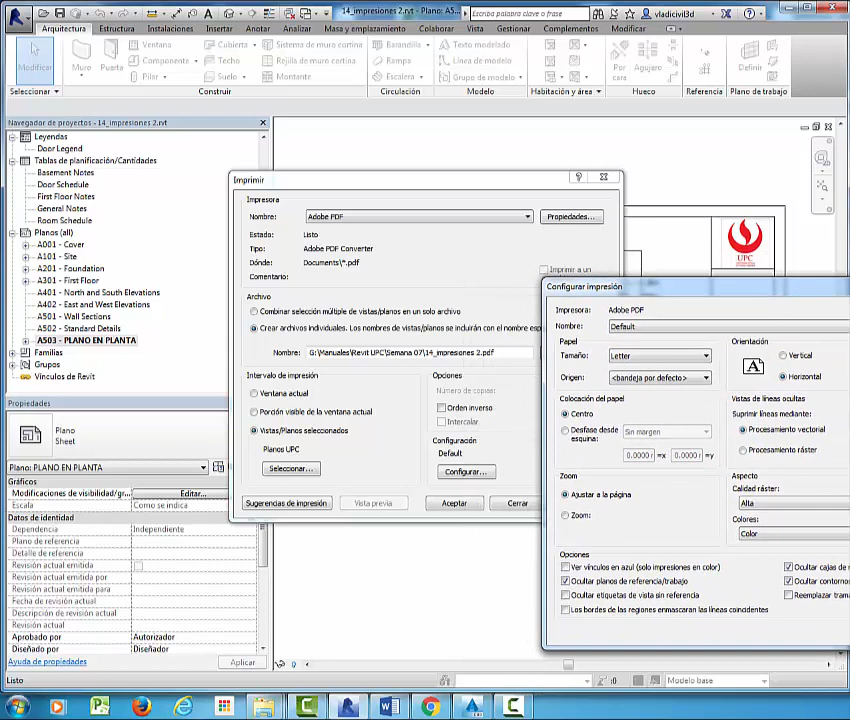 14_impresiones 2.rvt - Plano: A5...
Escriba palabra clave o frase
vladicivil3d
Arquitectura Estructura Instalaciones Insertar Anotar Analizar Masa y emplazamiento Colaborar Vista Gestionar Complementos Modificar
Modificar
Muro
Puerta
Ventana
Componente
Pilar
Cubierta
Techo
Suelo
Sistema de muro cortina
Rejilla de muro cortina
Montante
Barandilla
Rampa
Escalera
Texto modelado
Línea de modelo
Grupo de modelo
Por cara
Agujero
Definir
Seleccionar
Construir
Circulación
Modelo
Habitación y área
Hueco
Referencia
Plano de trabajo
Navegador de proyectos - 14_impresiones 2.rvt
Leyendas
Door Legend
Tablas de planificación/Cantidades
Basement Notes
Door Schedule
First Floor Notes
General Notes
Room Schedule
Planos (all)
A001 - Cover
A101 - Site
A201 - Foundation
A301 - First Floor
A401 - North and South Elevations
A402 - East and West Elevations
A501 - Wall Sections
A502 - Standard Details
A503 - PLANO EN PLANTA
Familias
Grupos
Vínculos de Revit
Propiedades
Plano
Sheet
Plano: PLANO EN PLANTA
Gráficos
Modificaciones de visibilidad/gr... Editar...
Escala Como se indica
Datos de identidad
Dependencia Independiente
Plano de referencia
Detalle de referencia
Revisión actual emitida
Revisión actual emitida por
Revisión actual emitida para
Fecha de revisión actual
Descripción de revisión actual
Revisión actual
Aprobado por Autorizador
Diseñado por Diseñador
Ayuda de propiedades
Aplicar
Imprimir
Impresora
Nombre: Adobe PDF Propiedades...
Estado: Listo
Tipo: Adobe PDF Converter
Dónde: Documents\*.pdf
Comentario:
Imprimir a un
Archivo
Combinar selección múltiple de vistas/planos en un solo archivo
Crear archivos individuales. Los nombres de vistas/planos se incluirán con el nombre esp
Nombre: G:\Manuales\Revit UPC\Semana 07\14_impresiones 2.pdf
Intervalo de impresión
Ventana actual
Porción visible de la ventana actual
Vistas/Planos seleccionados
Planos UPC
Seleccionar...
Opciones
Número de copias:
Orden inverso
Intercalar
Configuración
Default
Configurar...
Sugerencias de impresión
Vista previa
Aceptar
Cerrar
UPC
Configurar impresión
Impresora: Adobe PDF
Nombre: Default
Papel
Tamaño: Letter
Origen: <bandeja por defecto>
Orientación
A
Vertical
Horizontal
Colocación del papel
Centro
Desfase desde esquina: Sin margen
0.0000 =x 0.0000 =y
Vistas de líneas ocultas
Suprimir líneas mediante:
Procesamiento vectorial
Procesamiento ráster
Zoom
Ajustar a la página
Zoom:
Aspecto
Calidad ráster:
Alta
Colores:
Color
Opciones
Ver vínculos en azul (solo impresiones en color)
Ocultar planos de referencia/trabajo
Ocultar etiquetas de vista sin referencia
Los bordes de las regiones enmascaran las líneas coincidentes
Ocultar cajas de
Ocultar contorno
Reemplazar trama
Listo
:0
Modelo base